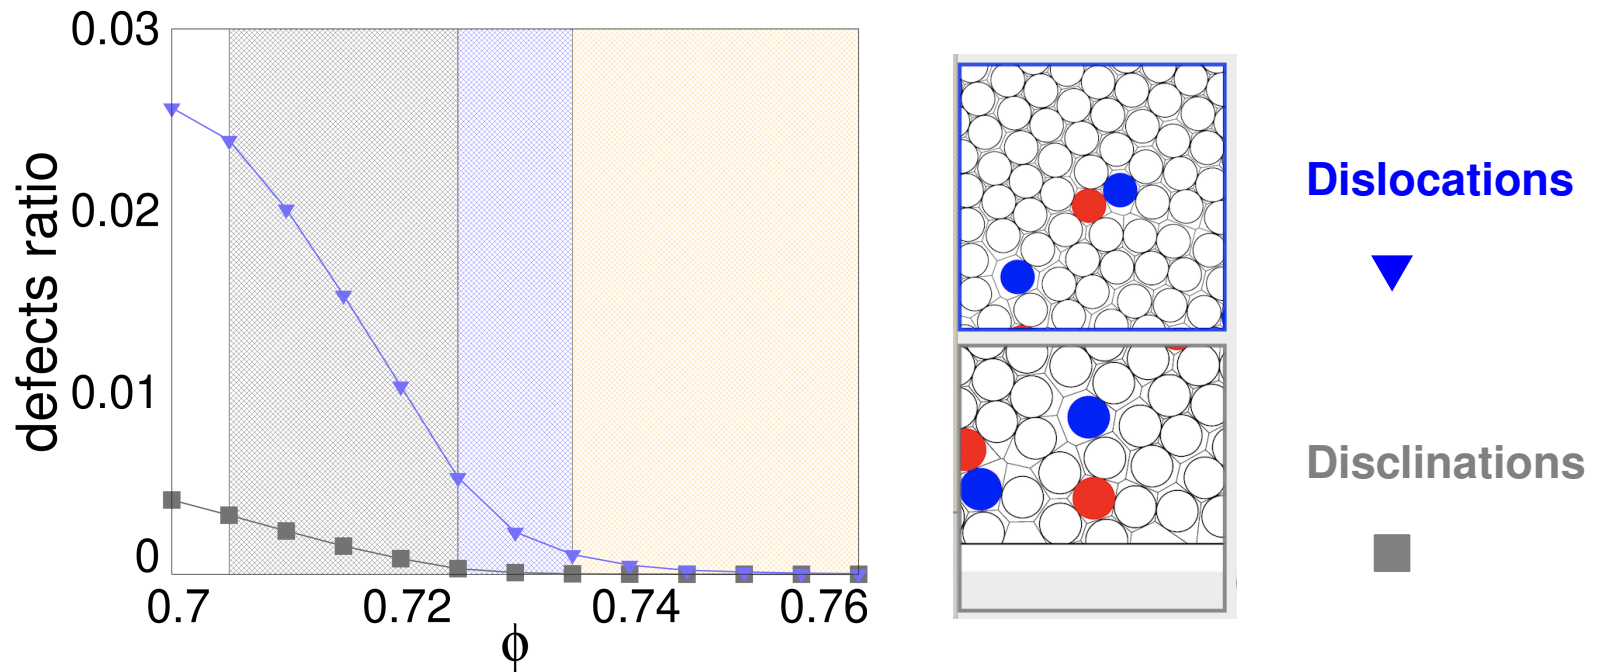 0.03
0.02
0.01
0
defects ratio
0.7
0.72
0.74
0.76
ϕ
Dislocations
Disclinations